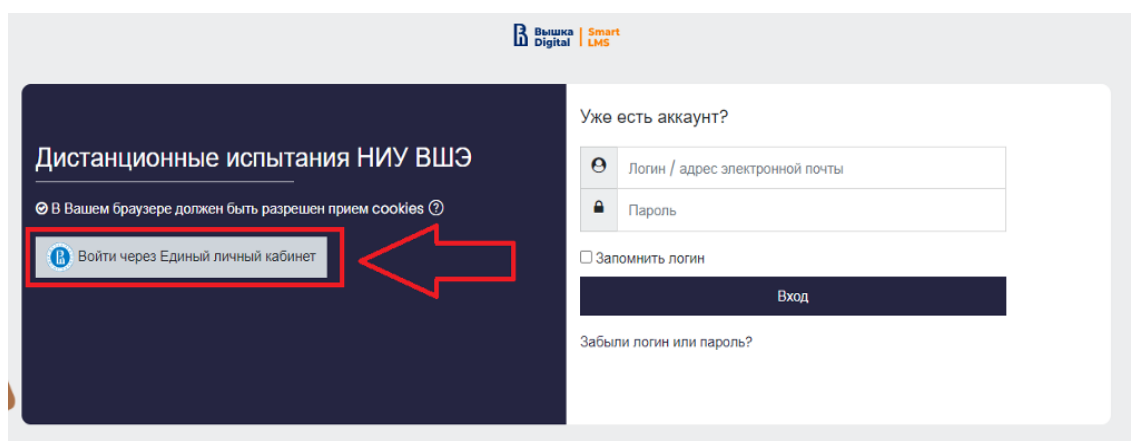 Вышка
Digital
Smart
LMS
Дистанционные испытания НИУ ВШЭ
В Вашем браузере должен быть разрешен прием cookies
Войти через Единый личный кабинет
Уже есть аккаунт?
Логин / адрес электронной почты
Пароль
Запомнить логин
Вход
Забыли логин или пароль?